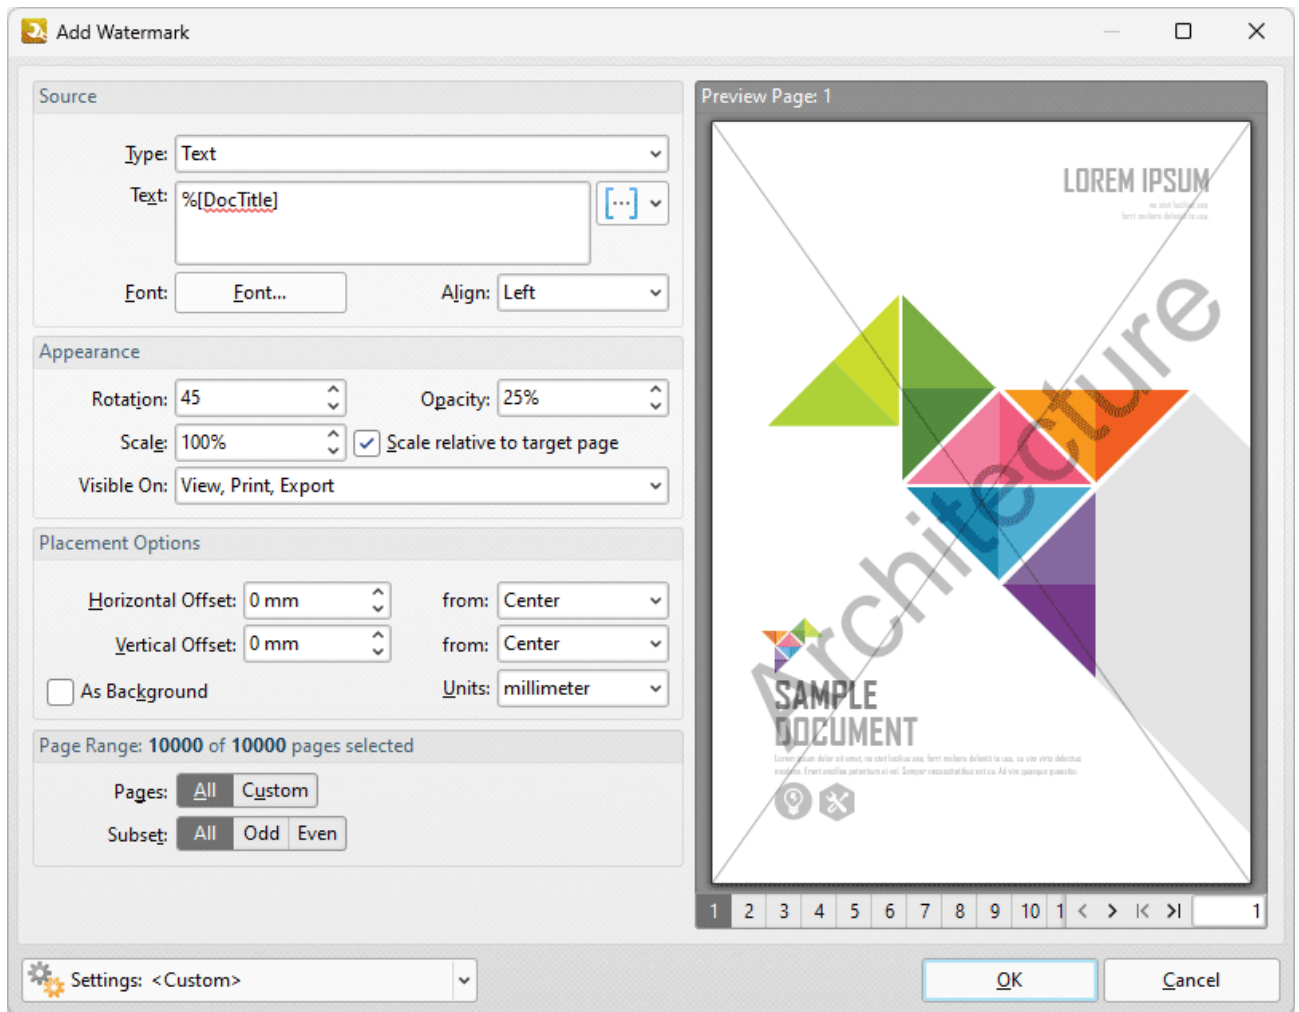 Add Watermark
Source
Type: Text
Text: %[DocTitle]
Font: Font... Align: Left
Appearance
Rotation: 45 Opacity: 25%
Scale: 100% Scale relative to target page
Visible On: View, Print, Export
Placement Options
Horizontal Offset: 0 mm from: Center
Vertical Offset: 0 mm from: Center
As Background Units: millimeter
Page Range: 10000 of 10000 pages selected
Pages: All Custom
Subset: All Odd Even
Settings: <Custom>
Preview Page: 1
LOREM IPSUM
Architecture
SAMPLE
DOCUMENT
1 2 3 4 5 6 7 8 9 10 1 1
OK Cancel